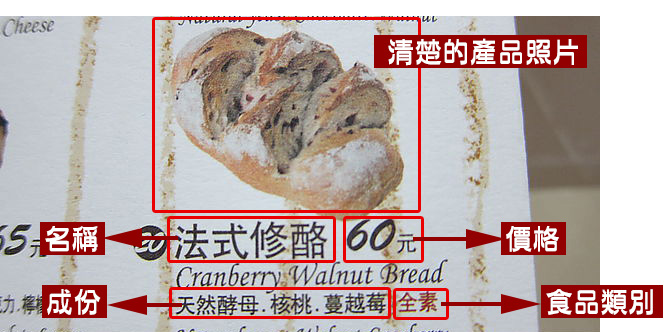 Cheese
清楚的產品照片
65
名稱
法式修酪
60元
價格
Cranberry Walnut Bread
成份
天然酵母.核桃.蔓越莓
全素
食品類別